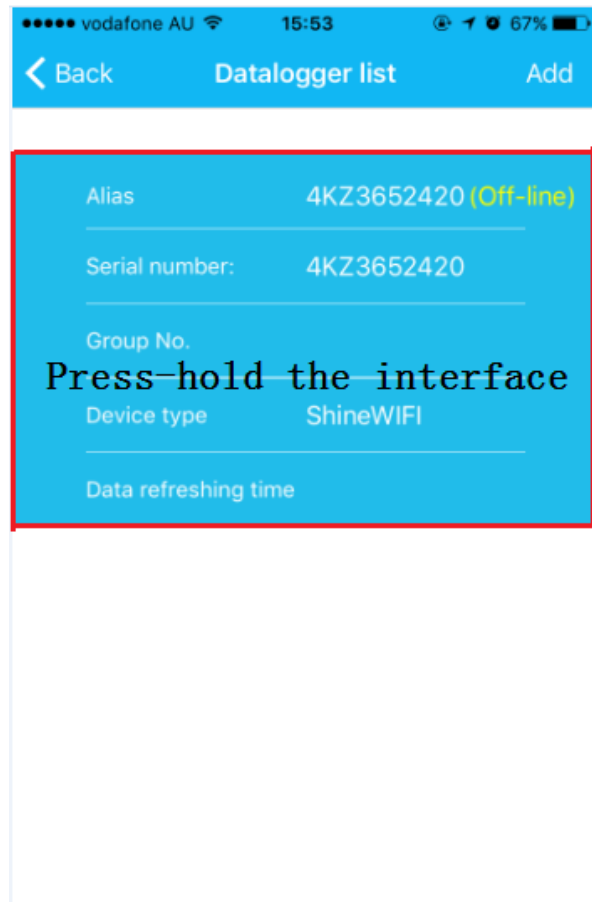 vodafone AU 15:53 67%
Back Datalogger list Add
Alias 4KZ3652420 (Off-line)
Serial number: 4KZ3652420
Group No.
Press-hold the interface
Device type ShineWIFI
Data refreshing time